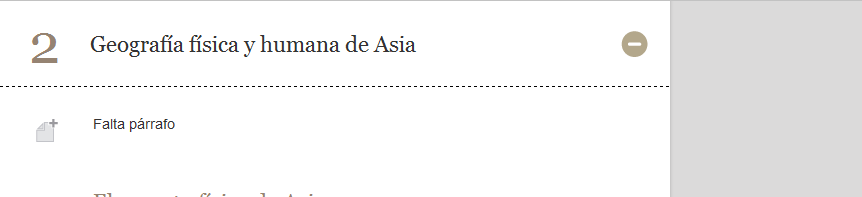 2 Geografía física y humana de Asia
Falta párrafo